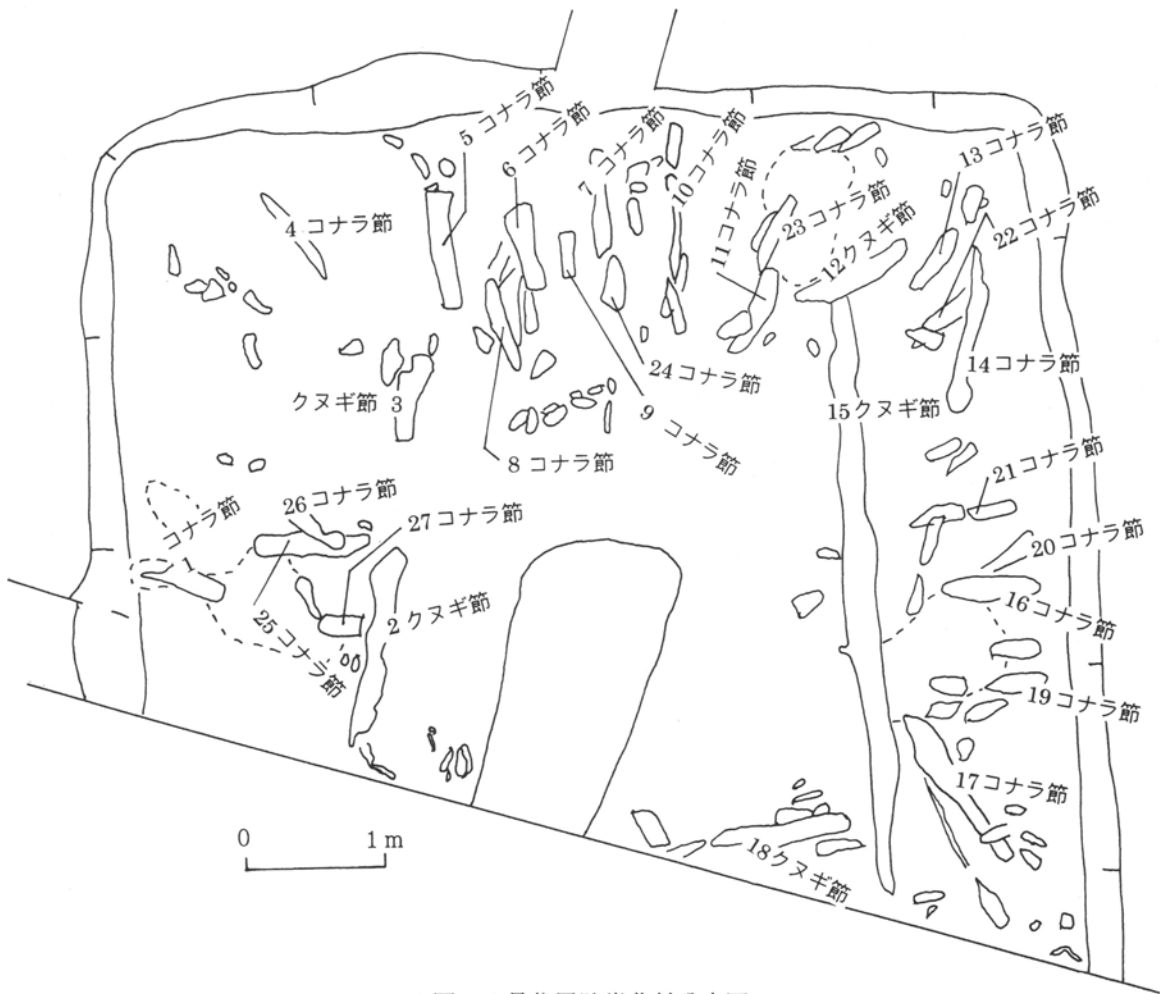 5 コナラ節
6 コナラ節
7 コナラ節
10 コナラ節
11 コナラ節
23 コナラ節
12 クヌギ節
13 コナラ節
22 コナラ節
4 コナラ節
24 コナラ節
14 コナラ節
クヌギ節 3
15 クヌギ節
9 コナラ節
8 コナラ節
21 コナラ節
26 コナラ節
27 コナラ節
コナラ節
1
20 コナラ節
2 クヌギ節
16 コナラ節
25 コナラ節
19 コナラ節
17 コナラ節
18 クヌギ節
0 1 m